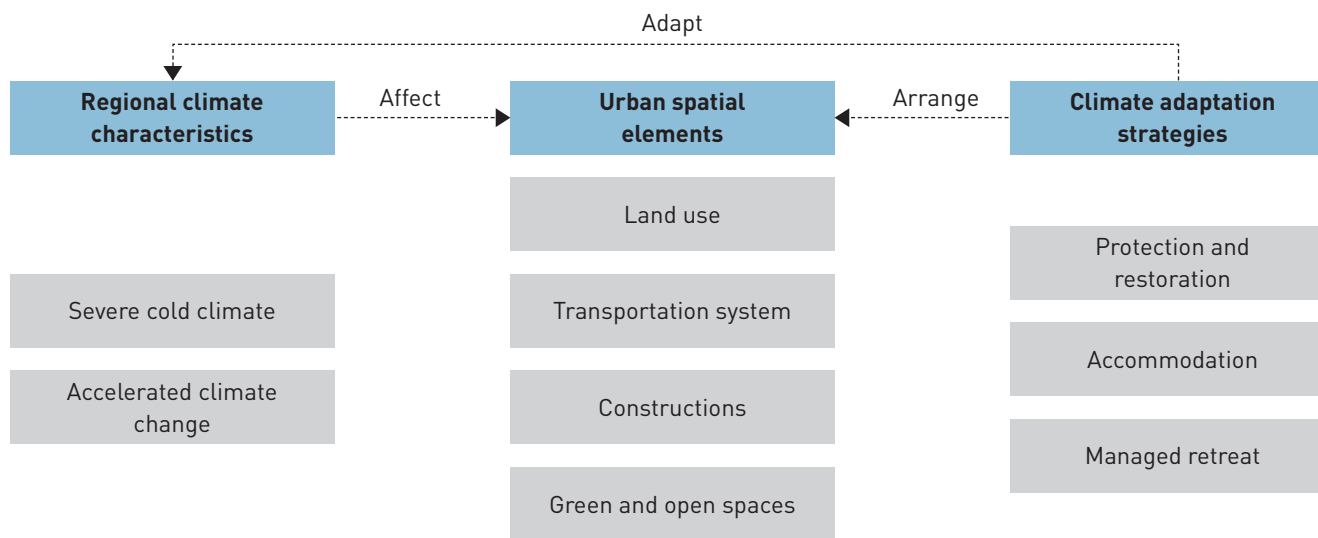 Adapt
Regional climate
characteristics
Affect
Urban spatial
elements
Arrange
Climate adaptation
strategies
Severe cold climate
Accelerated climate
change
Land use
Transportation system
Constructions
Green and open spaces
Protection and
restoration
Accommodation
Managed retreat